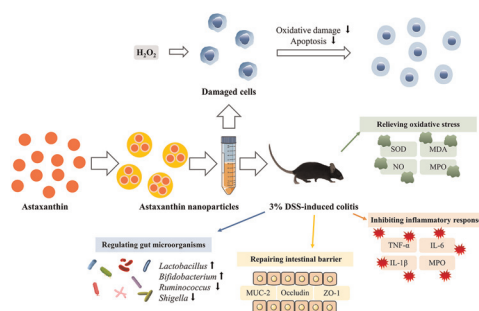 Oxidative damage ⬇
Apoptosis ⬇
H₂O₂
Damaged cells
Relieving oxidative stress
SOD
MDA
NO
MPO
Astaxanthin
Astaxanthin nanoparticles
3% DSS-induced colitis
Inhibiting inflammatory response
TNF-α
IL-6
IL-1β
MPO
Regulating gut microorganisms
Lactobacillus ⬆
Bifidobacterium ⬆
Ruminococcus ⬇
Shigella ⬇
Repairing intestinal barrier
MUC-2
Occludin
ZO-1